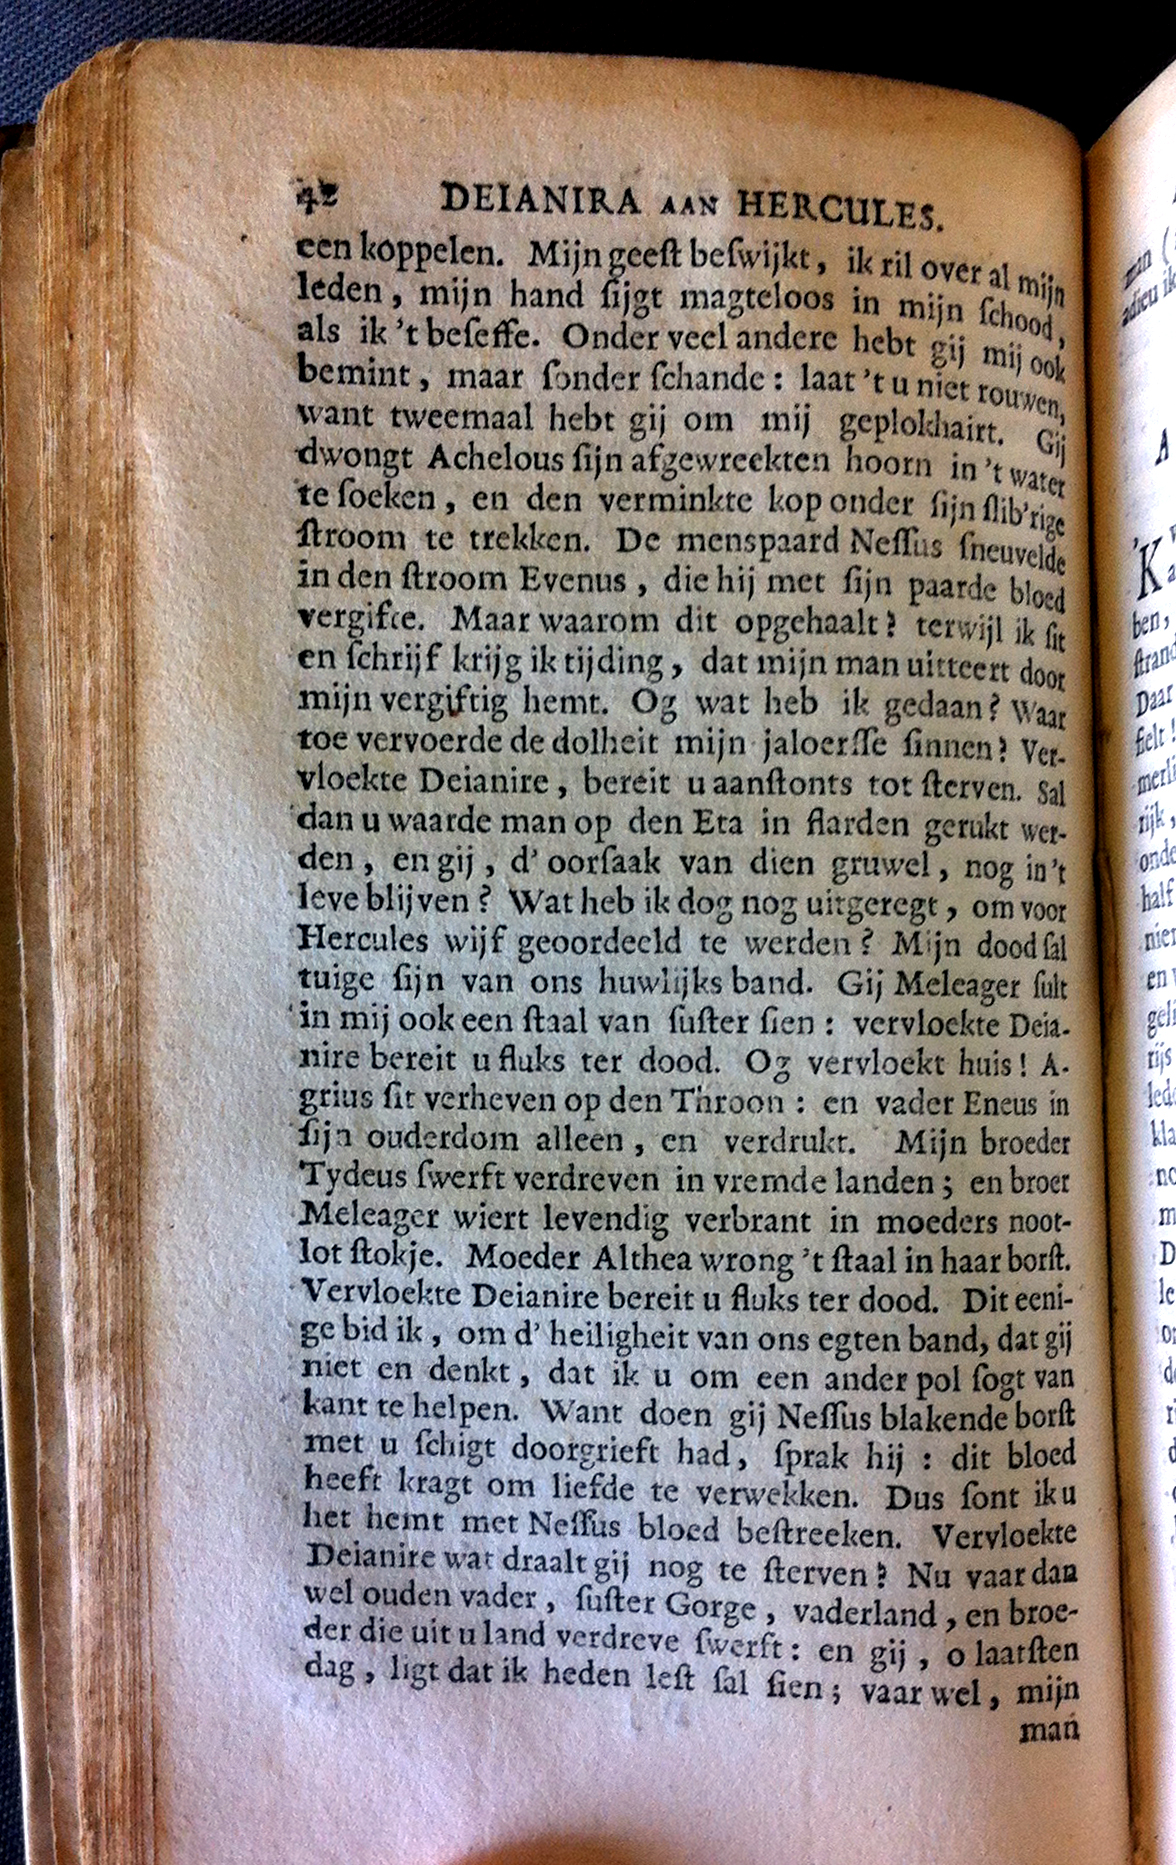 42 DEIANIRA AAN HERCULES.
een koppelen. Mijn geeſt beſwijkt, ik ril over al mijn
leden, mijn hand ſijgt magteloos in mijn ſchood,
als ik 't beſeffe. Onder veel andere hebt gij mij ook
bemint, maar ſonder ſchande: laat 't u niet rouwen,
want tweemaal hebt gij om mij geplokhairt. Gij
dwongt Achelous ſijn afgewreekten hoorn in 't water
te ſoeken, en den verminkte kop onder ſijn ſlib'rige
ſtroom te trekken. De menspaard Neſſus ſneuvelde
in den ſtroom Evenus, die hij met ſijn paarde bloed
vergifte. Maar waarom dit opgehaalt? terwijl ik ſit
en ſchrijf krijg ik tijding, dat mijn man uitteert door
mijn vergiftig hemt. Og wat heb ik gedaan? Waar
toe vervoerde de dolheit mijn jaloerſſe ſinnen? Ver-
vloekte Deianire, bereit u aanſtonts tot ſterven. Sal
dan u waarde man op den Eta in flarden gerukt wer-
den, en gij, d' oorſaak van dien gruwel, nog in 't
leve blijven? Wat heb ik dog nog uitgeregt, om voor
Hercules wijf geoordeeld te werden? Mijn dood ſal
tuige ſijn van ons huwlijks band. Gij Meleager ſult
in mij ook een ſtaal van ſuſter ſien: vervloekte Deia-
nire bereit u fluks ter dood. Og vervloekt huis! A-
grius ſit verheven op den Throon: en vader Eneus in
ſijn ouderdom alleen, en verdrukt. Mijn broeder
Tydeus ſwerft verdreven in vremde landen; en broer
Meleager wiert levendig verbrant in moeders noot-
lot ſtokje. Moeder Althea wrong 't ſtaal in haar borſt.
Vervloekte Deianire bereit u fluks ter dood. Dit eeni-
ge bid ik, om d' heiligheit van ons egten band, dat gij
niet en denkt, dat ik u om een ander pol ſogt van
kant te helpen. Want doen gij Neſſus blakende borſt
met u ſchigt doorgrieft had, ſprak hij: dit bloed
heeft kragt om liefde te verwekken. Dus ſont ik u
het hemt met Neſſus bloed beſtreeken. Vervloekte
Deianire wat draalt gij nog te ſterven? Nu vaar dan
wel ouden vader, ſuſter Gorge, vaderland, en broe-
der die uit u land verdreve ſwerft: en gij, o laatſten
dag, ligt dat ik heden leſt ſal ſien; vaar wel, mijn
man